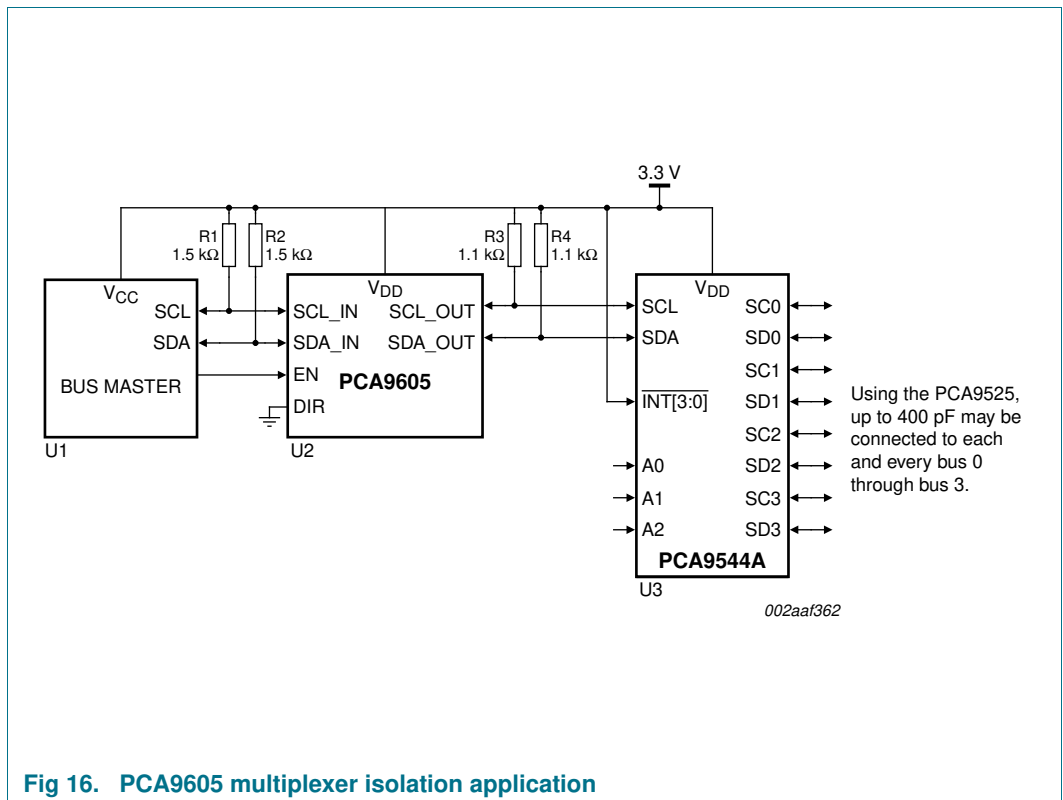 3.3 V
R1
1.5 kΩ
R2
1.5 kΩ
R3
1.1 kΩ
R4
1.1 kΩ
VCC
SCL
SDA
BUS MASTER
U1
VDD
SCL_IN
SCL_OUT
SDA_IN
SDA_OUT
EN
PCA9605
DIR
U2
VDD
SCL
SC0
SDA
SD0
SC1
INT[3:0]
SD1
SC2
A0
SD2
A1
SC3
A2
SD3
PCA9544A
U3
Using the PCA9525,
up to 400 pF may be
connected to each
and every bus 0
through bus 3.
002aaf362
Fig 16. PCA9605 multiplexer isolation application